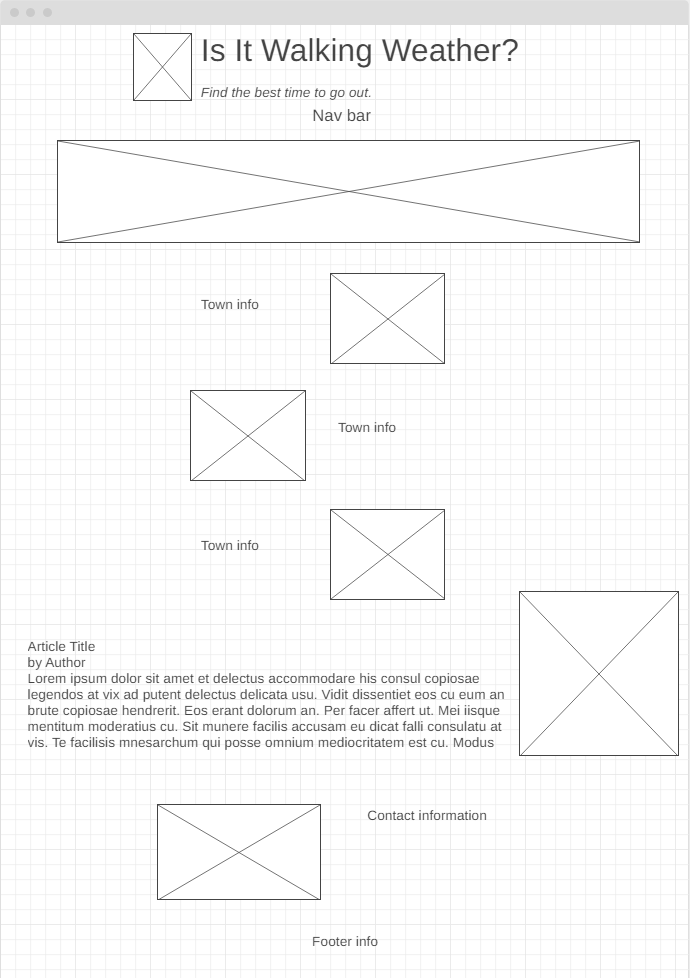 Is It Walking Weather?
Find the best time to go out.
Nav bar
Town info
Town info
Town info
Article Title
by Author
Lorem ipsum dolor sit amet et delectus accommodare his consul copiosae
legendos at vix ad putent delectus delicata usu. Vidit dissentiet eos cu eum an
brute copiosae hendrerit. Eos erant dolorum an. Per facer affert ut. Mei iisque
mentitum moderatius cu. Sit munere facilis accusam eu dicat falli consulatu at
vis. Te facilisis mnesarchum qui posse omnium mediocritatem est cu. Modus
Contact information
Footer info